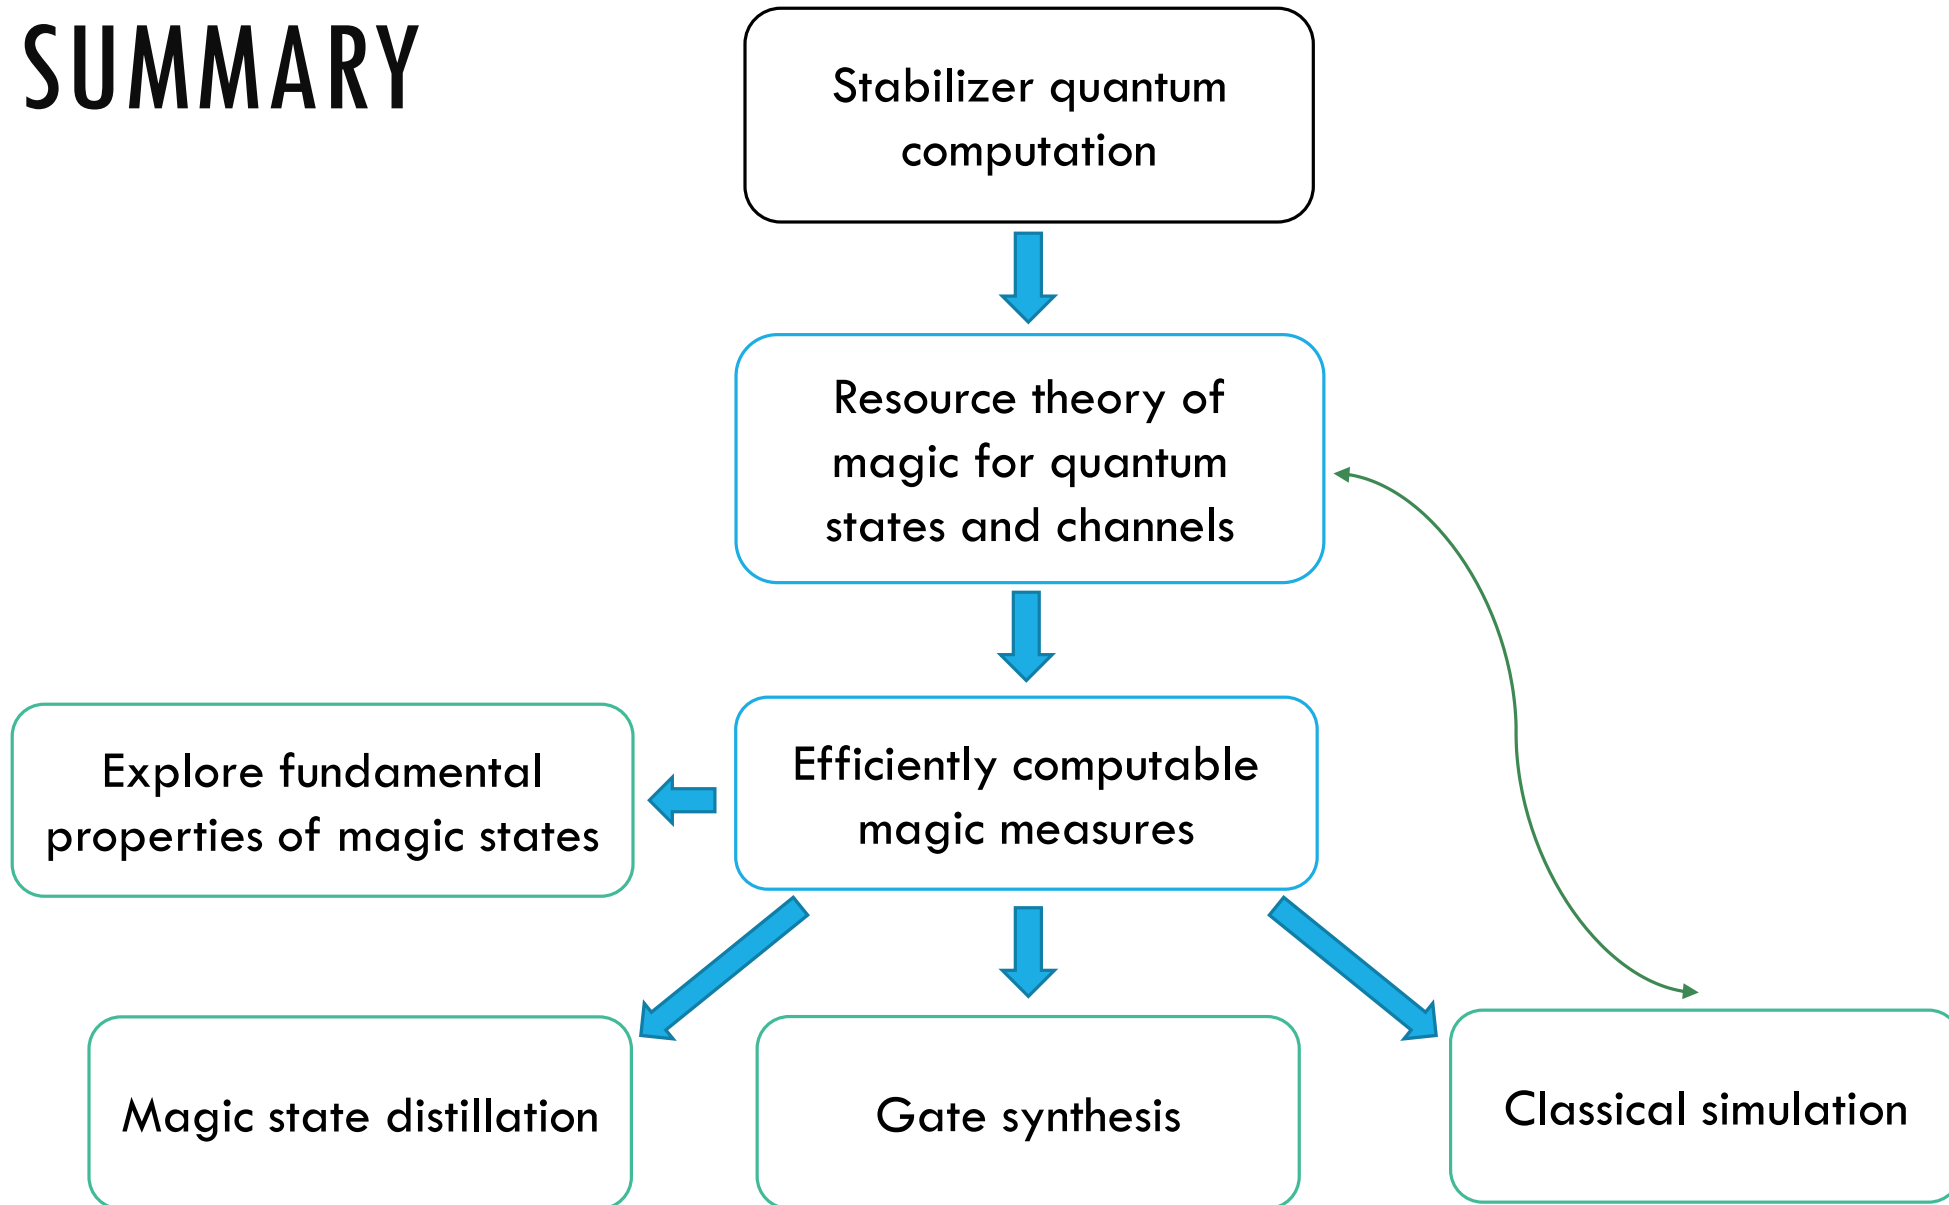 SUMMARY
Stabilizer quantum
computation
Resource theory of
magic for quantum
states and channels
Explore fundamental
properties of magic states
Efficiently computable
magic measures
Magic state distillation
Gate synthesis
Classical simulation